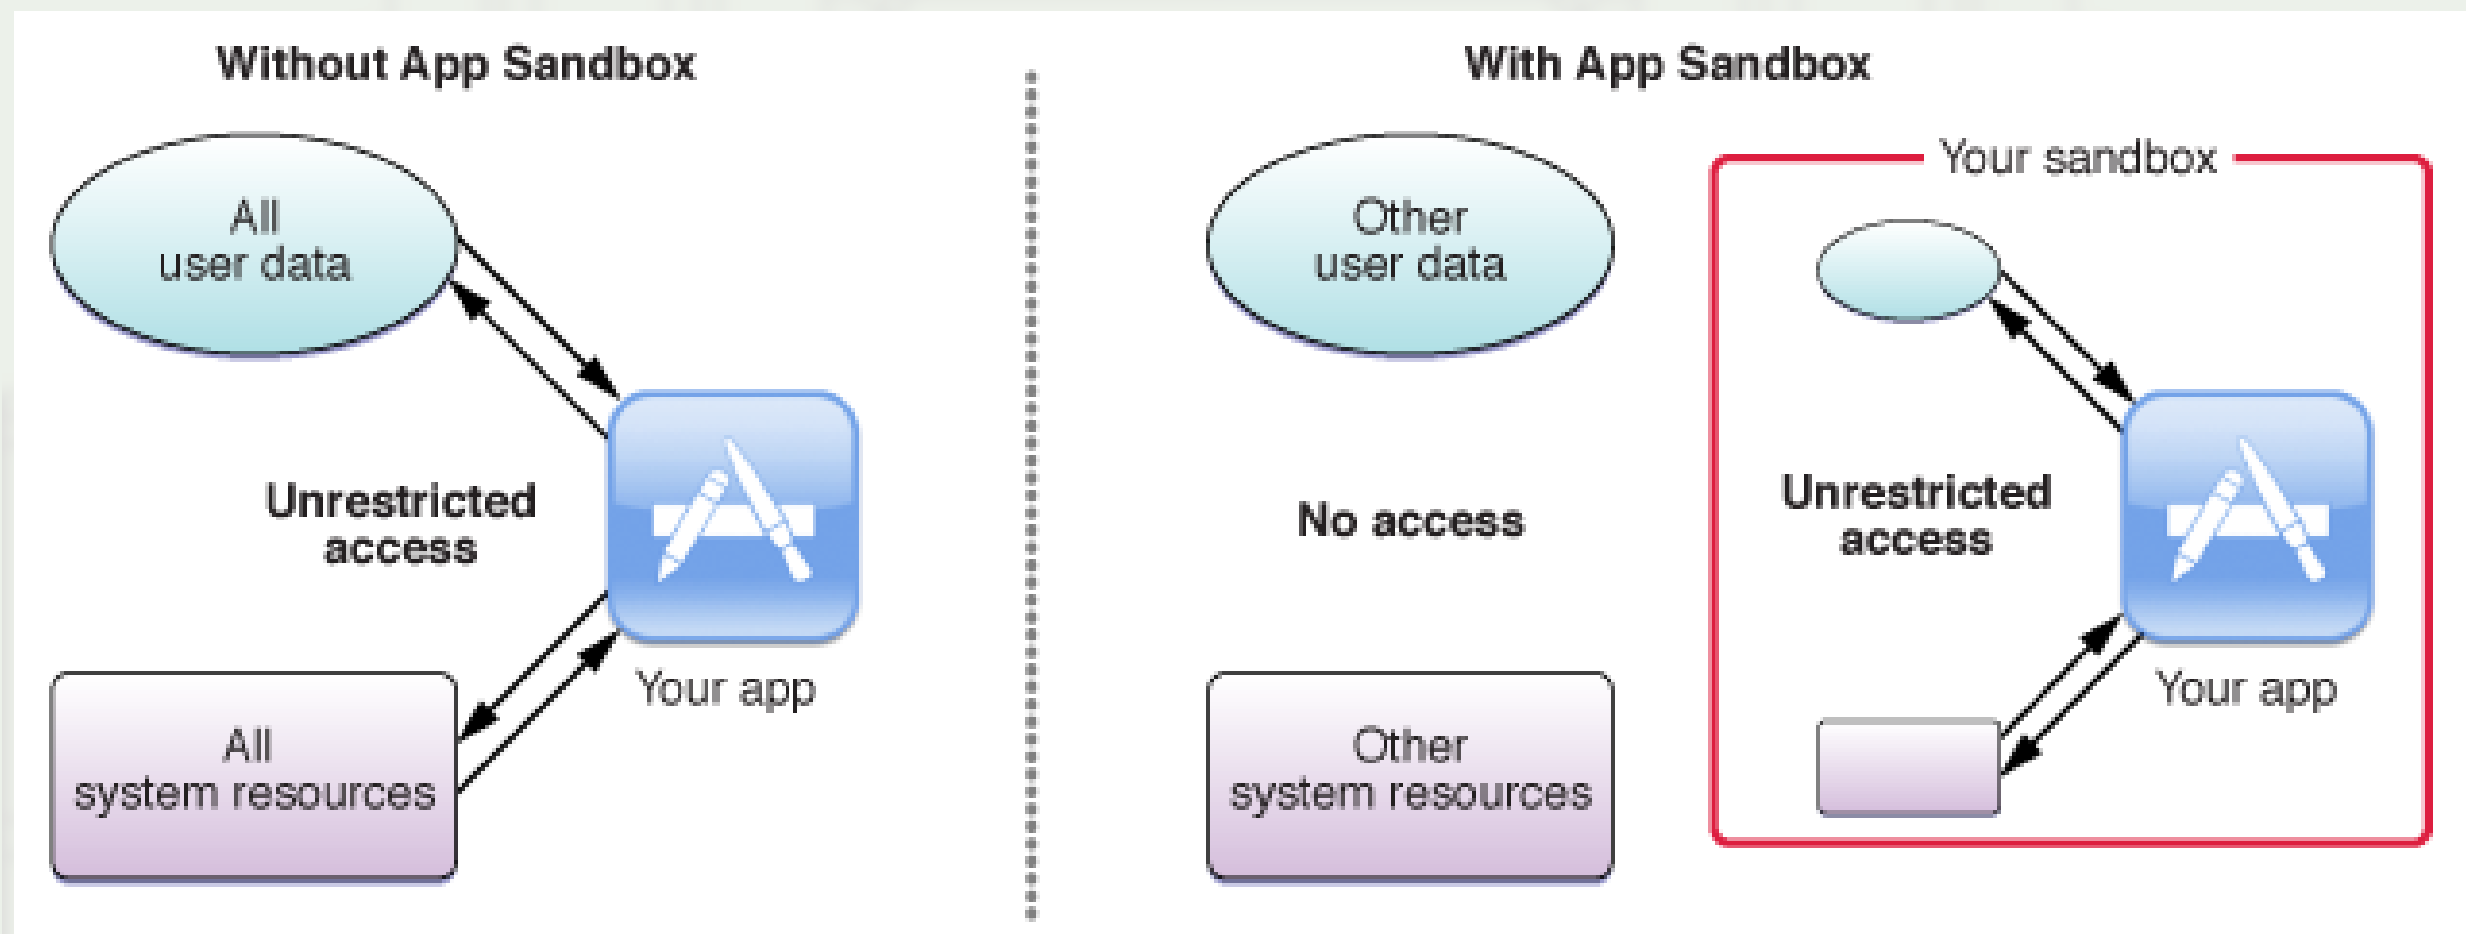 Without App Sandbox
All
user data
Unrestricted
access
Your app
All
system resources
With App Sandbox
Other
user data
No access
Other
system resources
Your sandbox
Unrestricted
access
Your app